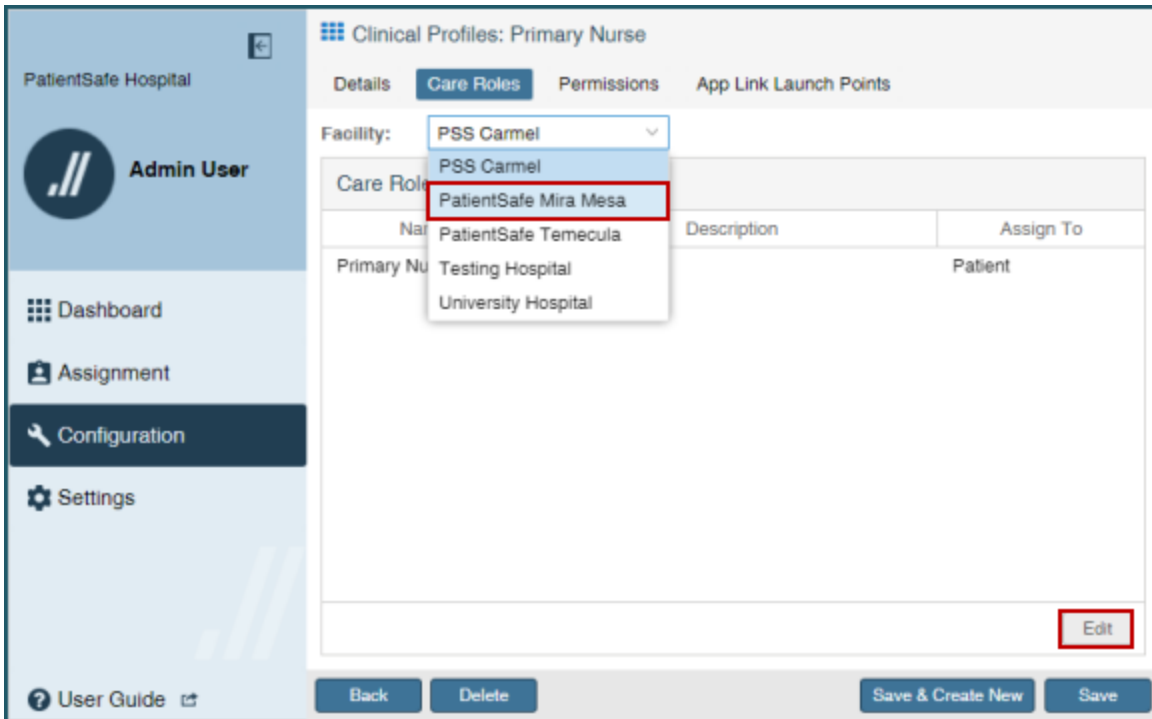 PatientSafe Hospital
Admin User
Dashboard
Assignment
Configuration
Settings
User Guide
Clinical Profiles: Primary Nurse
Details Care Roles Permissions App Link Launch Points
Facility: PSS Carmel
PSS Carmel
PatientSafe Mira Mesa
PatientSafe Temecula
Testing Hospital
University Hospital
Care
Description Assign To
Primary Patient
Edit
Back Delete Save & Create New Save